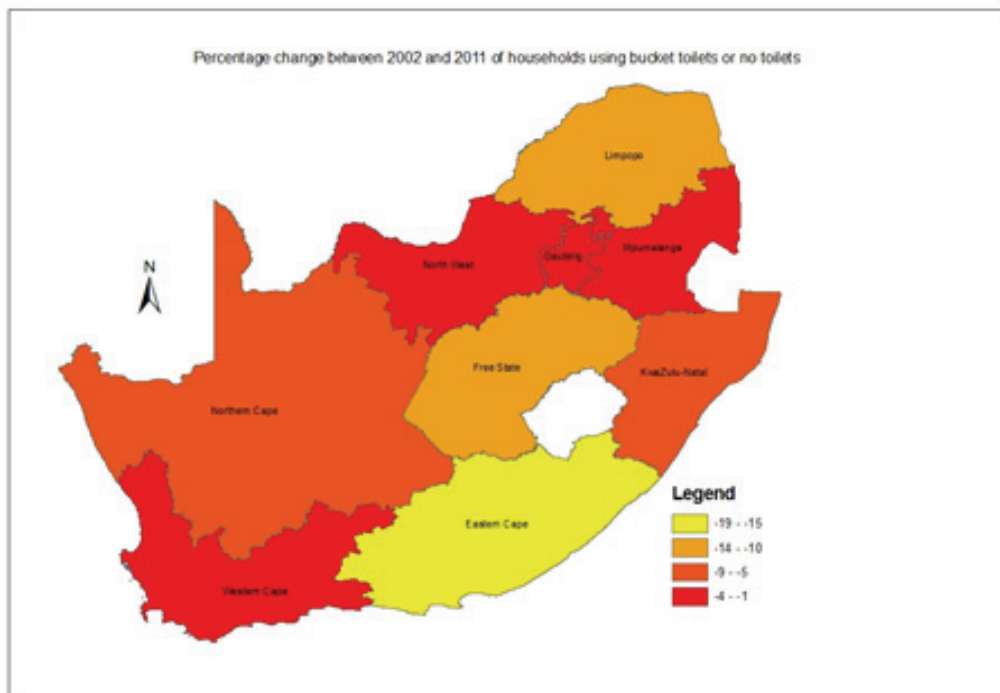 Percentage change between 2002 and 2011 of households using bucket toilets or no toilets
Limpopo
North West
Gauteng
Mpumalanga
N
Free State
KwaZulu-Natal
Northern Cape
Eastern Cape
Western Cape
Legend
-19 - -15
-14 - -10
-9 - -5
-4 - -1